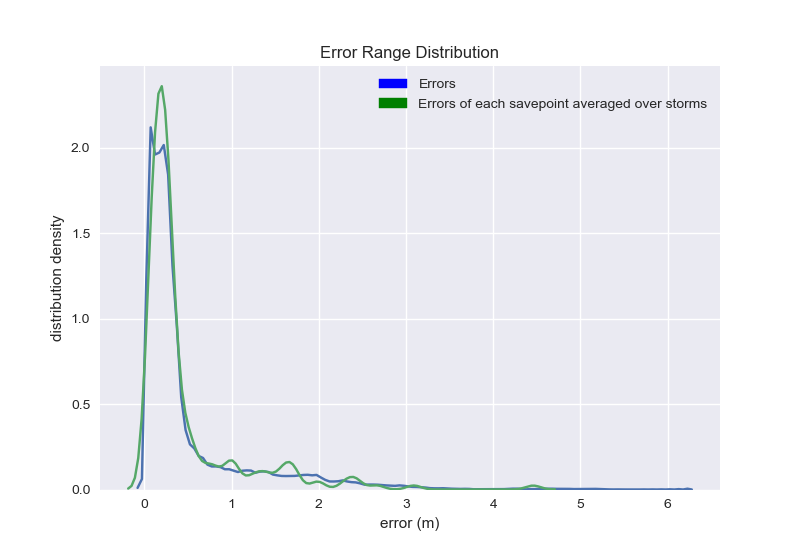 Error Range Distribution
Errors
Errors of each savepoint averaged over storms
distribution density
2.0
1.5
1.0
0.5
0.0
0 1 2 3 4 5 6
error (m)